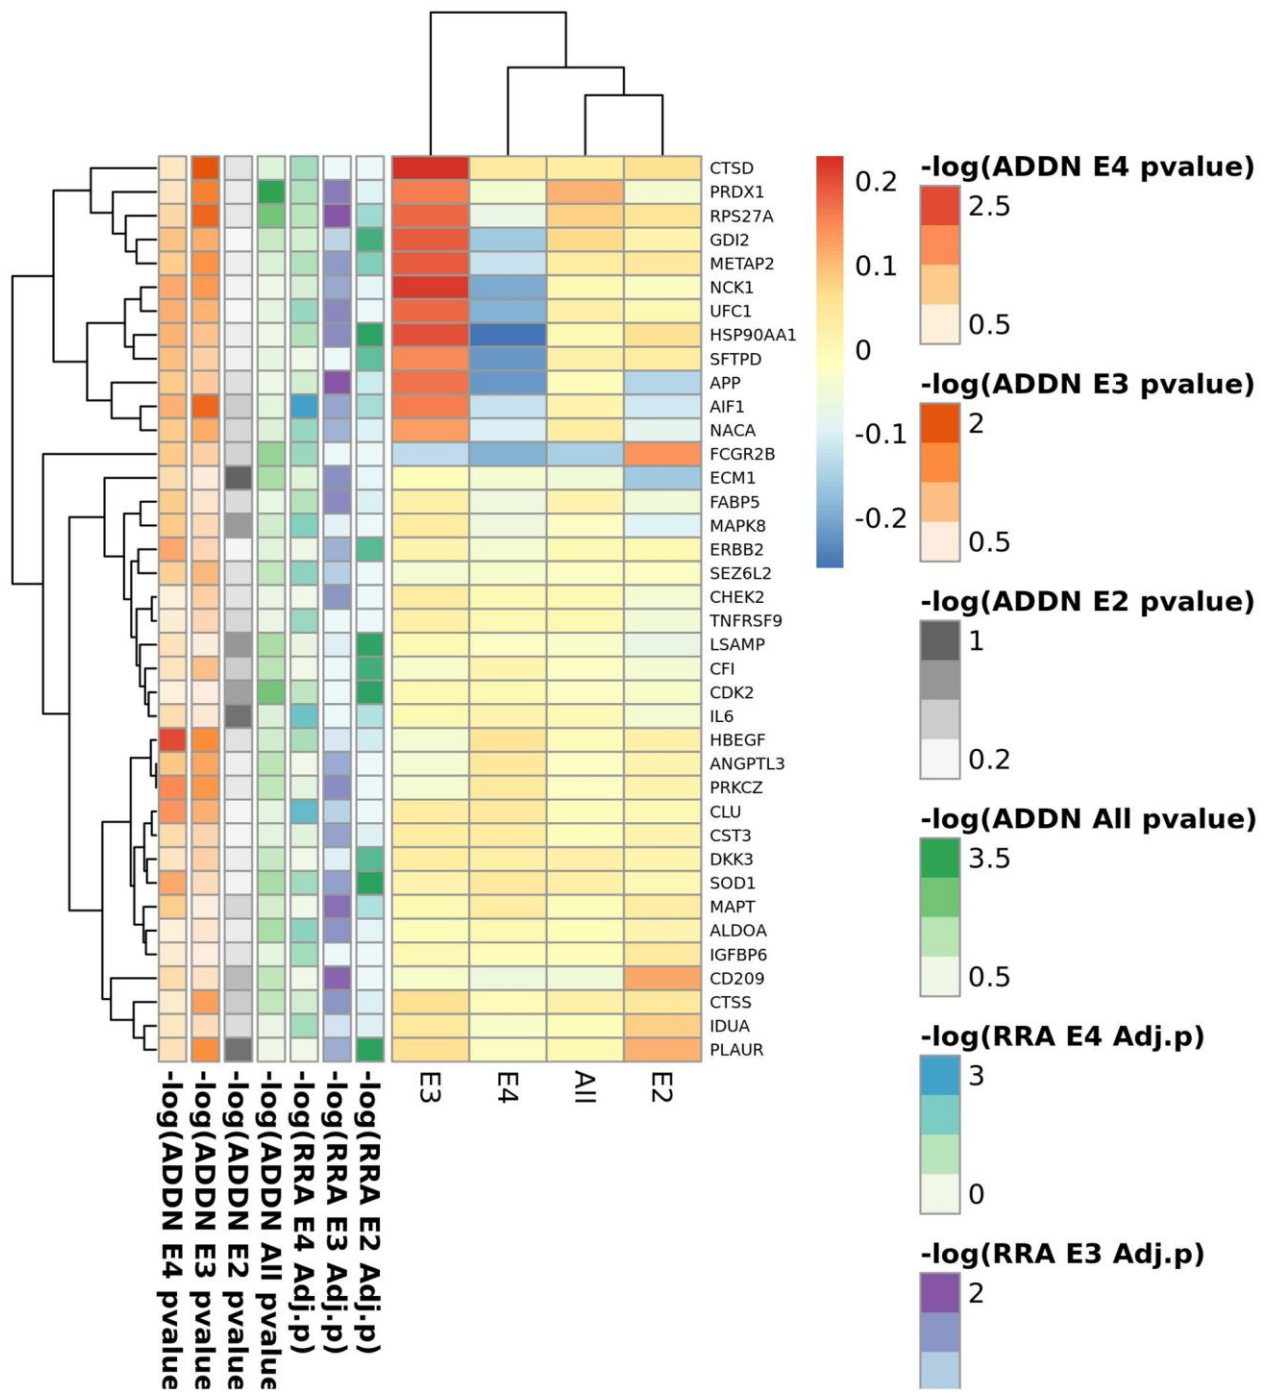 CTSD
PRDX1
RPS27A
GDI2
METAP2
NCK1
UFC1
HSP90AA1
SFTPD
APP
AIF1
NACA
FCGR2B
ECM1
FABP5
MAPK8
ERBB2
SEZ6L2
CHEK2
TNFRSF9
LSAMP
CFI
CDK2
IL6
HBEGF
ANGPTL3
PRKCZ
CLU
CST3
DKK3
SOD1
MAPT
ALDOA
IGFBP6
CD209
CTSS
IDUA
PLAUR
-log(ADDN E4 pvalue
-log(ADDN E3 pvalue
-log(ADDN E2 pvalue
-log(ADDN All pvalue
-log(RRA E4 Adj.p)
-log(RRA E3 Adj.p)
-log(RRA E2 Adj.p)
E3
E4
All
E2
0.2
0.1
0
-0.1
-0.2
-log(ADDN E4 pvalue)
2.5
0.5
-log(ADDN E3 pvalue)
2
0.5
-log(ADDN E2 pvalue)
1
0.2
-log(ADDN All pvalue)
3.5
0.5
-log(RRA E4 Adj.p)
3
0
-log(RRA E3 Adj.p)
2